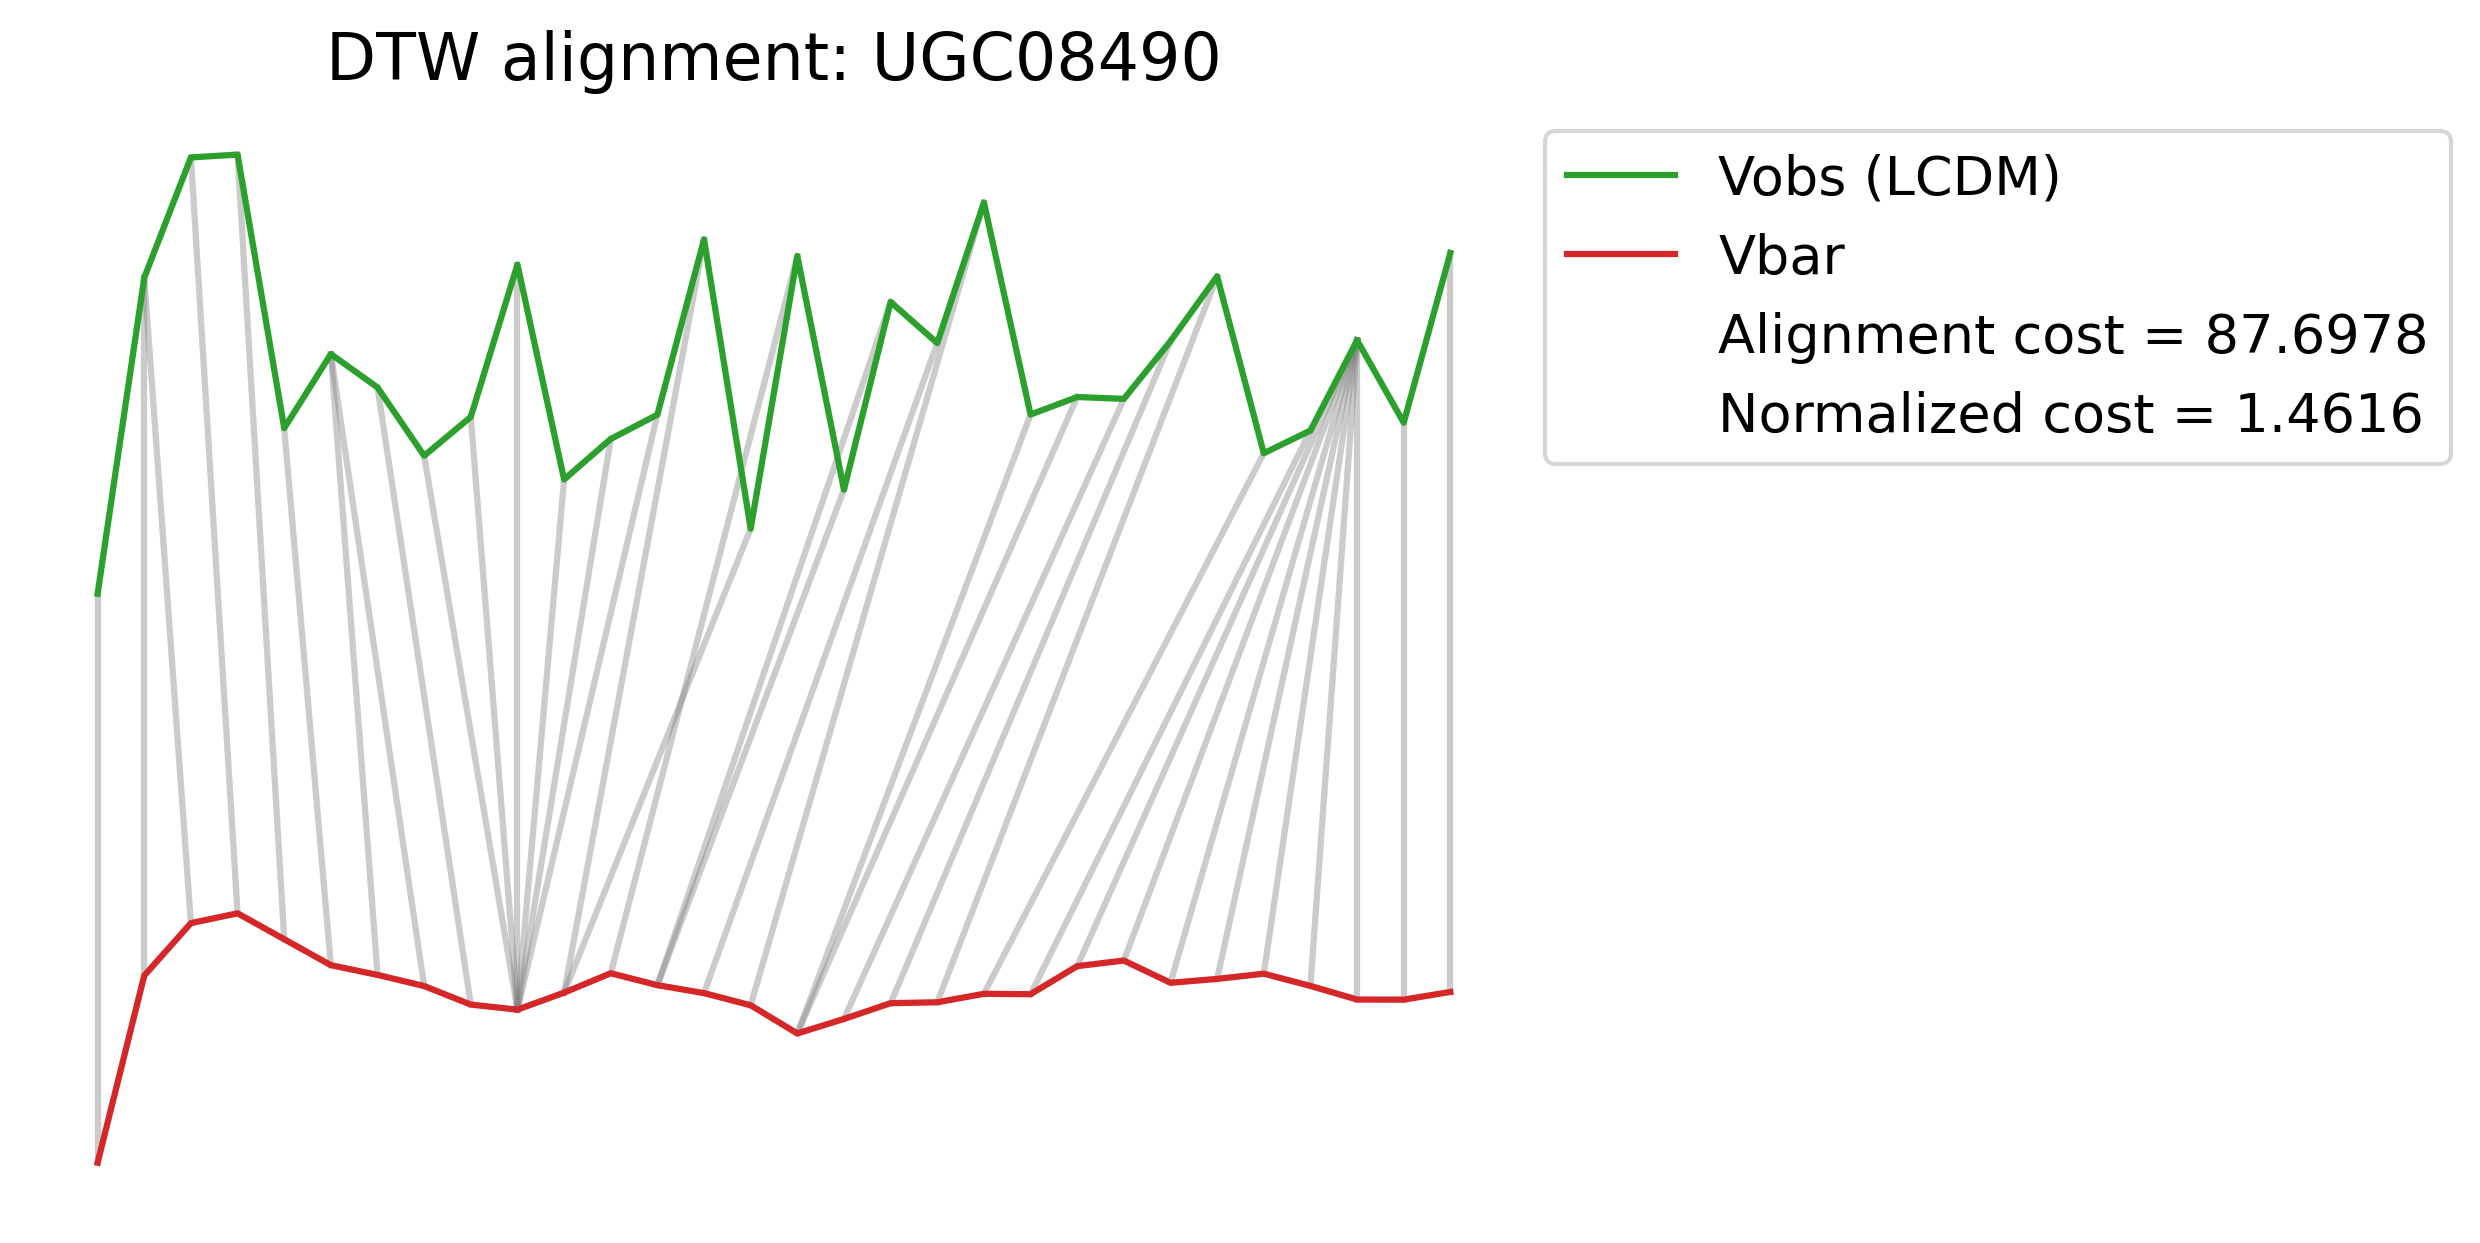 DTW alignment: UGC08490
Vobs (LCDM)
Vbar
Alignment cost = 87.6978
Normalized cost = 1.4616